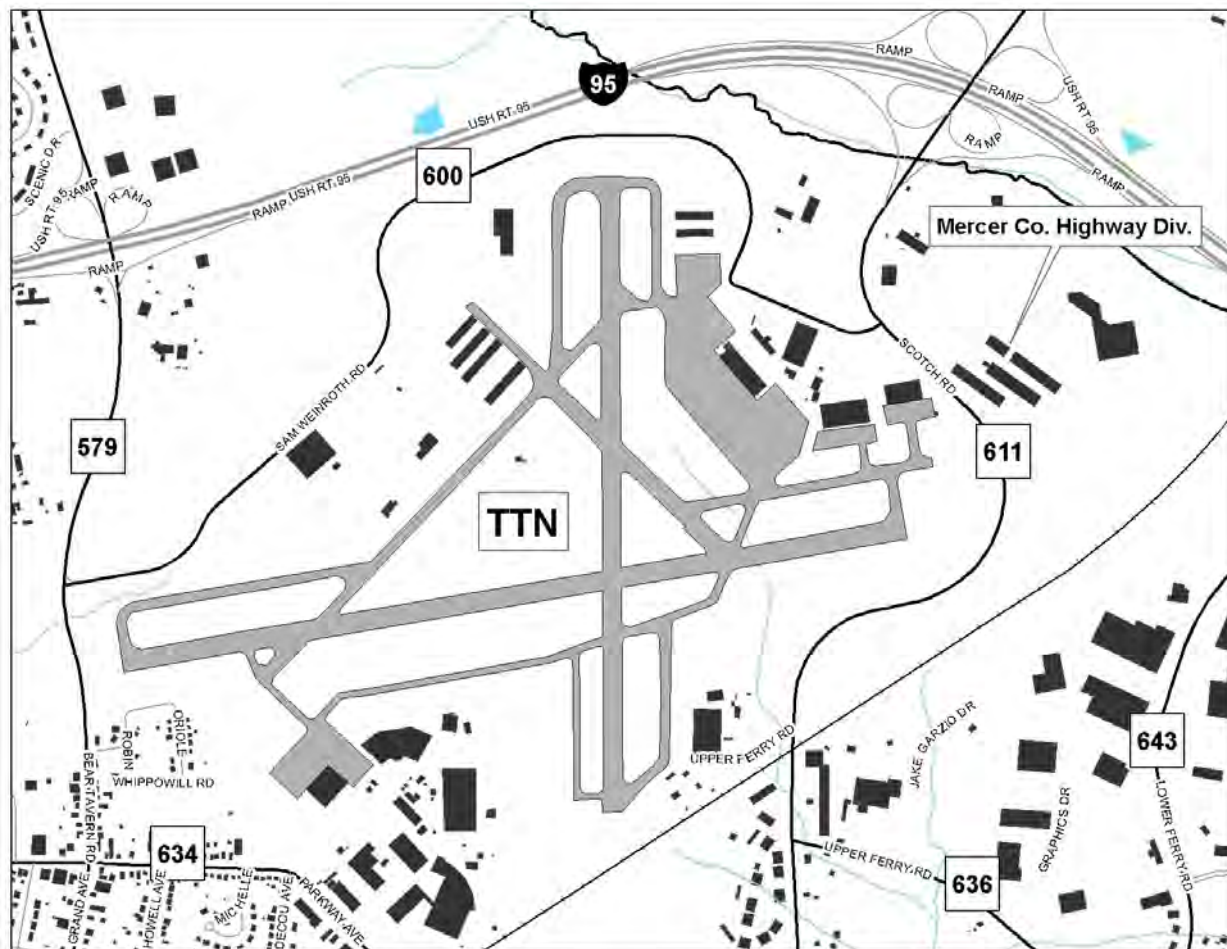 95
RAMP
RAMP
USH RT-95
USH RT-95
RAMP
600
SCENIC DR
RAMP
RAMP
USH RT-95
RAMP
USH RT-95
RAMP
RAMP
Mercer Co. Highway Div.
SCOTCH RD
SAM WEINROTH RD
579
611
TTN
ORIOLE
ROBIN
WHIPPOWILL RD
BEAR TAVERN RD
UPPER FERRY RD
JAKE GARZIO DR
643
GRAPHICS DR
LOWER FERRY RD
634
UPPER FERRY RD
636
GRAND AVE
HOWELL AVE
MICHELLE
DECOU AVE
PARKWAY AVE